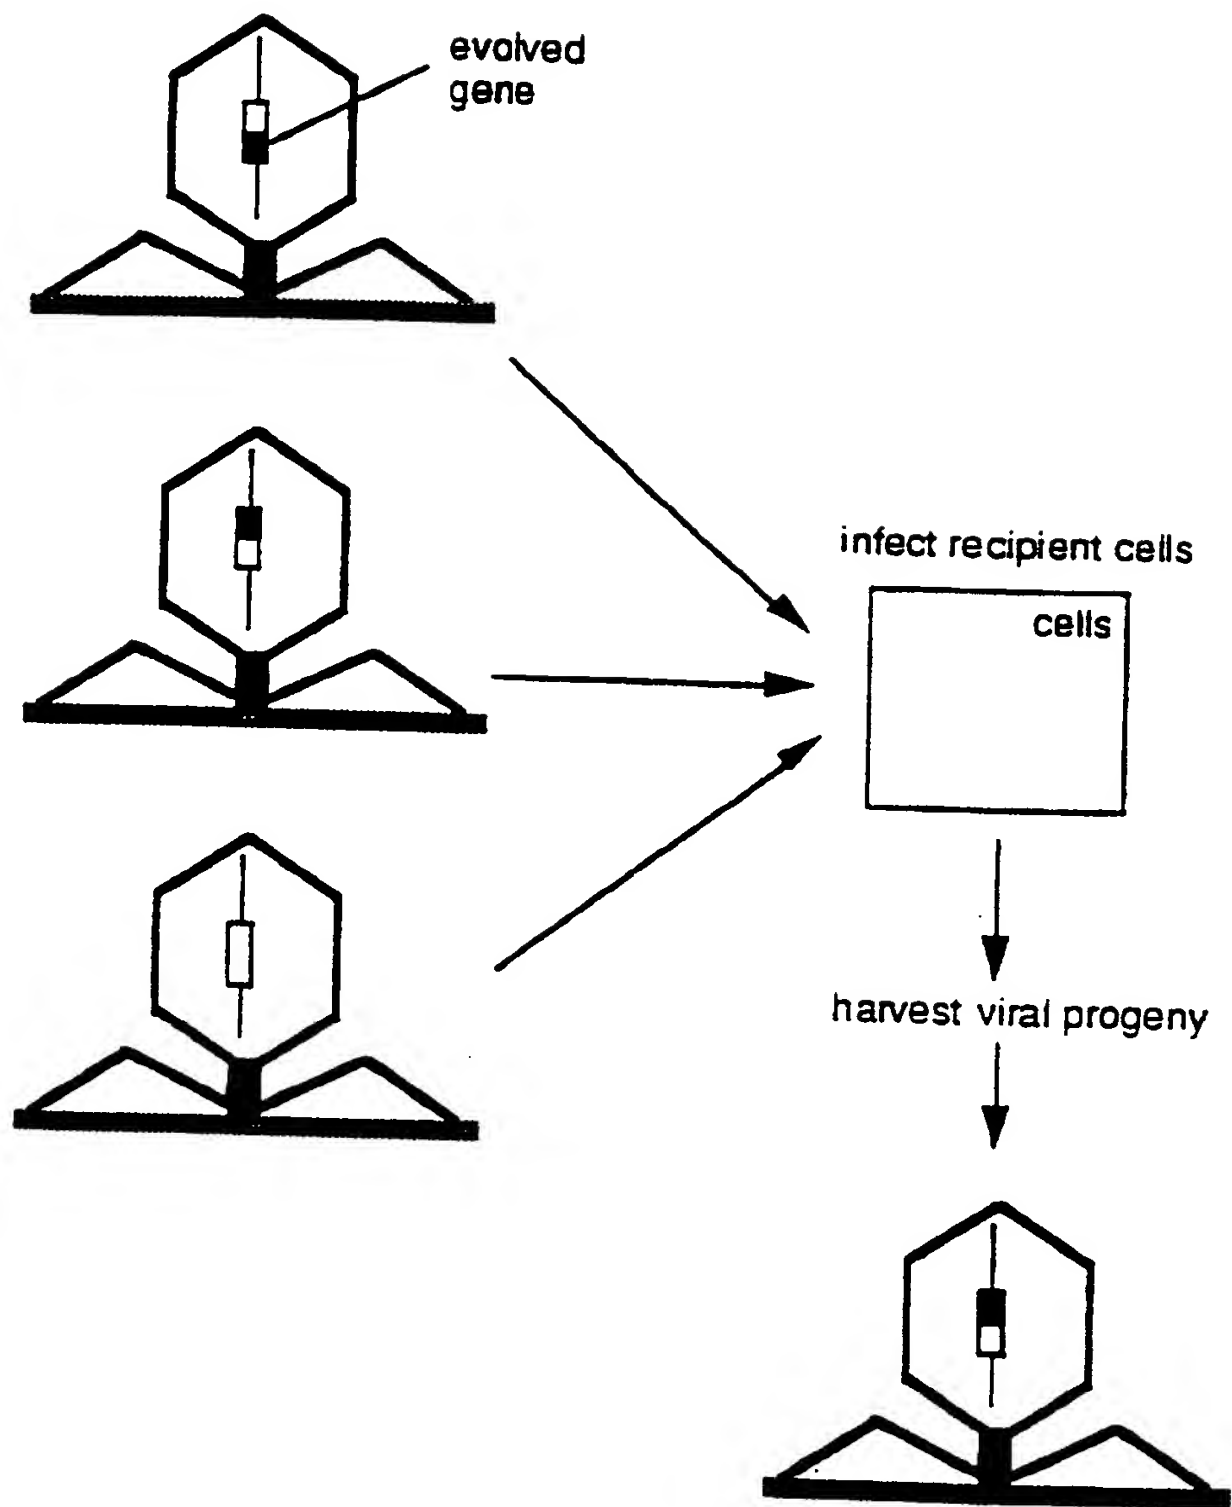 evolved
gene
infect recipient cells
cells
harvest viral progeny